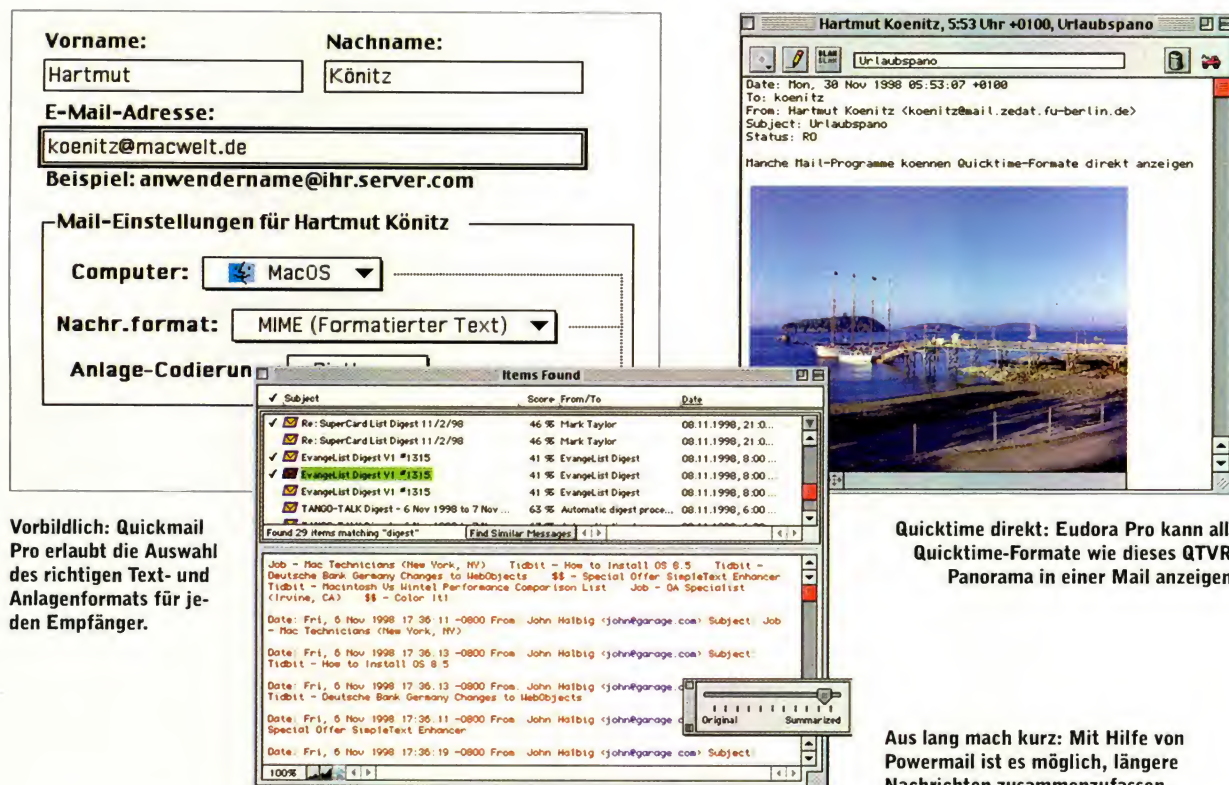 Vorname:
Nachname:
Hartmut
Könitz
E-Mail-Adresse:
koenitz@macwelt.de
Beispiel: anwendername@ihr.server.com
Mail-Einstellungen für Hartmut Könitz
Computer:
MacOS
Nachr.format:
MIME (Formatierter Text)
Anlage-Codierun
Hartmut Koenitz, 5:53 Uhr +0100, Urlaubspano
BLAH
BLAH
Urlaubspano
Date: Mon, 30 Nov 1998 05:53:07 +0100
To: koenitz
From: Hartmut Koenitz <koenitz@mail.zedat.fu-berlin.de>
Subject: Urlaubspano
Status: RO
Manche Mail-Programme koennen Quicktime-Formate direkt anzeigen
Items Found
✓ Subject Score From/To Date
✓ Re: SuperCard List Digest 11/2/98 46 % Mark Taylor 08.11.1998, 21:0...
Re: SuperCard List Digest 11/2/98 46 % Mark Taylor 08.11.1998, 21:0...
✓ EvangeList Digest V1 #1315 41 % EvangeList Digest 08.11.1998, 8:00...
✓ EvangeList Digest V1 #1315 41 % EvangeList Digest 08.11.1998, 8:00...
EvangeList Digest V1 #1315 41 % EvangeList Digest 08.11.1998, 8:00...
TANGO-TALK Digest - 6 Nov 1998 to 7 Nov... 63 % Automatic digest proce... 08.11.1998, 6:00...
Found 29 items matching "digest" Find Similar Messages
Job - Mac Technicians (New York, NY) Tidbit - How to Install OS 8.5 Tidbit -
Deutsche Bank Germany Changes to WebObjects $$ - Special Offer SimpleText Enhancer
Tidbit - Macintosh Vs Wintel Performance Comparison List Job - QA Specialist
(Irvine, CA) $$ - Color It!
Date: Fri, 6 Nov 1998 17:36:11 -0800 From: John Halbig <john@garage.com> Subject: Job
- Mac Technicians (New York, NY)
Date: Fri, 6 Nov 1998 17:36:13 -0800 From: John Halbig <john@garage.com> Subject:
Tidbit - How to Install OS 8.5
Date: Fri, 6 Nov 1998 17:36:13 -0800 From: John Halbig <john@garage.c
Tidbit - Deutsche Bank Germany Changes to WebObjects
Date: Fri, 6 Nov 1998 17:36:11 -0800 From: John Halbig <john@garage.c
Special Offer SimpleText Enhancer
Date: Fri, 6 Nov 1998 17:36:19 -0800 From: John Halbig <john@garage.com> Subject:
100%
Original Summarized
Vorbildlich: Quickmail
Pro erlaubt die Auswahl
des richtigen Text- und
Anlagenformats für je-
den Empfänger.
Quicktime direkt: Eudora Pro kann all
Quicktime-Formate wie dieses QTVR
Panorama in einer Mail anzeigen
Aus lang mach kurz: Mit Hilfe von
Powermail ist es möglich, längere
Nachrichten zusammenzufassen